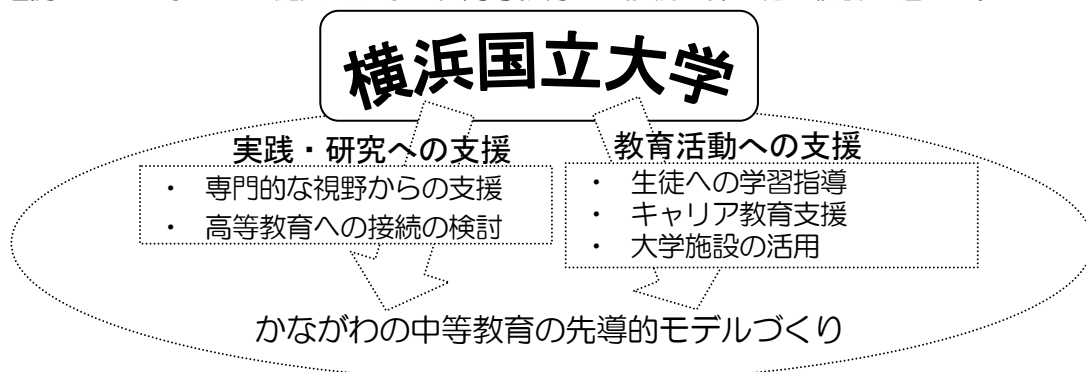 横浜国立大学
実践・研究への支援
・ 専門的な視野からの支援
・ 高等教育への接続の検討
教育活動への支援
・ 生徒への学習指導
・ キャリア教育支援
・ 大学施設の活用
かながわの中等教育の先導的モデルづくり